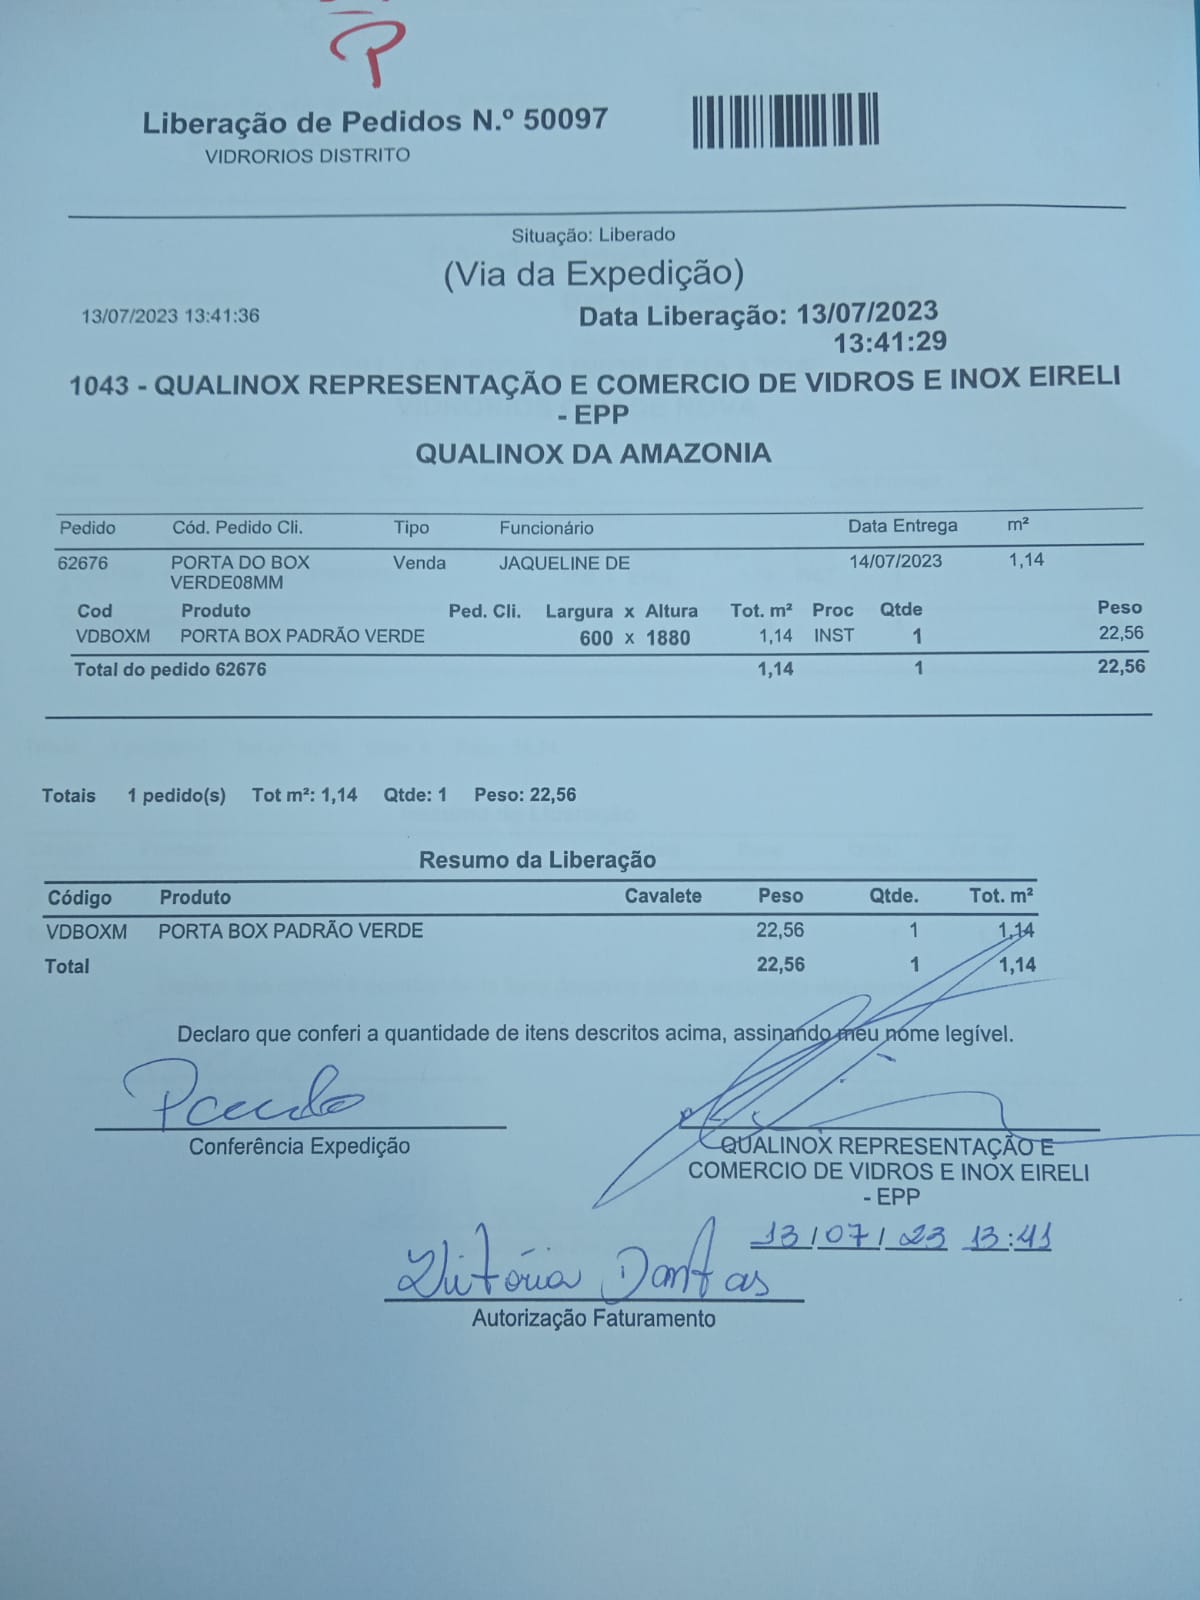 P
Liberação de Pedidos N.º 50097
VIDRORIOS DISTRITO
Situação: Liberado
(Via da Expedição)
13/07/2023 13:41:36
Data Liberação: 13/07/2023
13:41:29
1043 - QUALINOX REPRESENTAÇÃO E COMERCIO DE VIDROS E INOX EIRELI
- EPP
QUALINOX DA AMAZONIA
Pedido Cód. Pedido Cli. Tipo Funcionário Data Entrega m²
62676 PORTA DO BOX Venda JAQUELINE DE 14/07/2023 1,14
VERDE08MM
Cod Produto Ped. Cli. Largura x Altura Tot. m² Proc Qtde Peso
VDBOXM PORTA BOX PADRÃO VERDE 600 x 1880 1,14 INST 1 22,56
Total do pedido 62676 1,14 1 22,56
Totais 1 pedido(s) Tot m²: 1,14 Qtde: 1 Peso: 22,56
Resumo da Liberação
Código Produto Cavalete Peso Qtde. Tot. m²
VDBOXM PORTA BOX PADRÃO VERDE 22,56 1 1,14
Total 22,56 1 1,14
Declaro que conferi a quantidade de itens descritos acima, assinando meu nome legível.
Conferência Expedição
QUALINOX REPRESENTAÇÃO E
COMERCIO DE VIDROS E INOX EIRELI
- EPP
13/07/23 13:41
Vitória Dantas
Autorização Faturamento